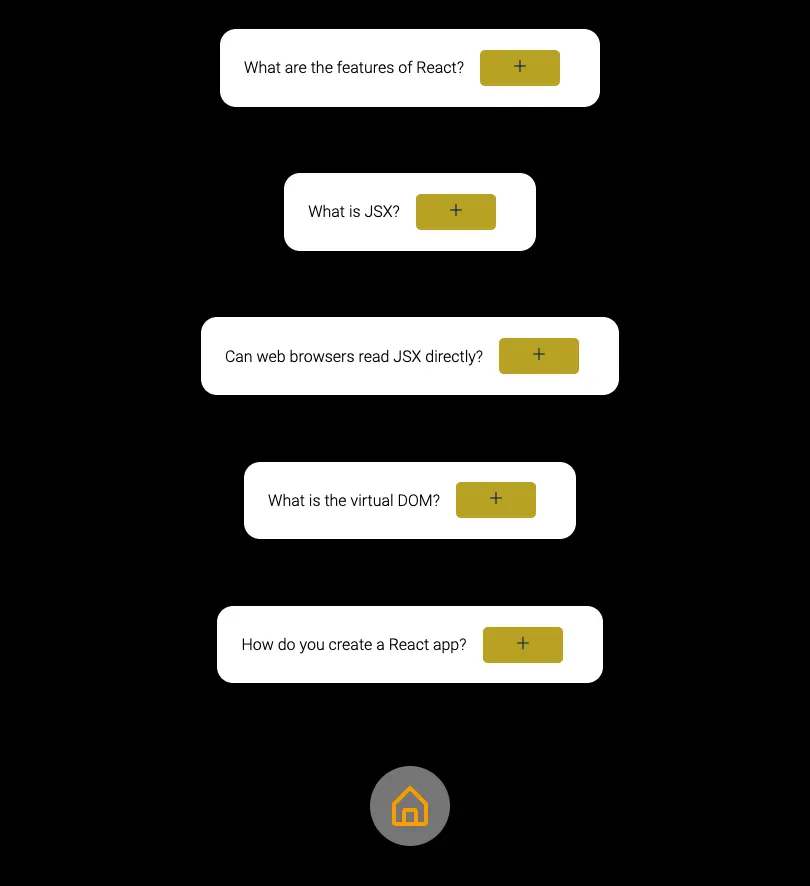 What are the features of React? +
What is JSX? +
Can web browsers read JSX directly? +
What is the virtual DOM? +
How do you create a React app? +